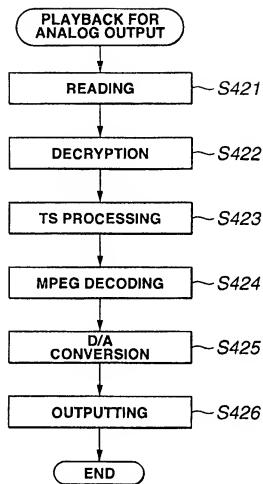 PLAYBACK FOR
ANALOG OUTPUT
READING S421
DECRYPTION S422
TS PROCESSING S423
MPEG DECODING S424
D/A
CONVERSION S425
OUTPUTTING S426
END